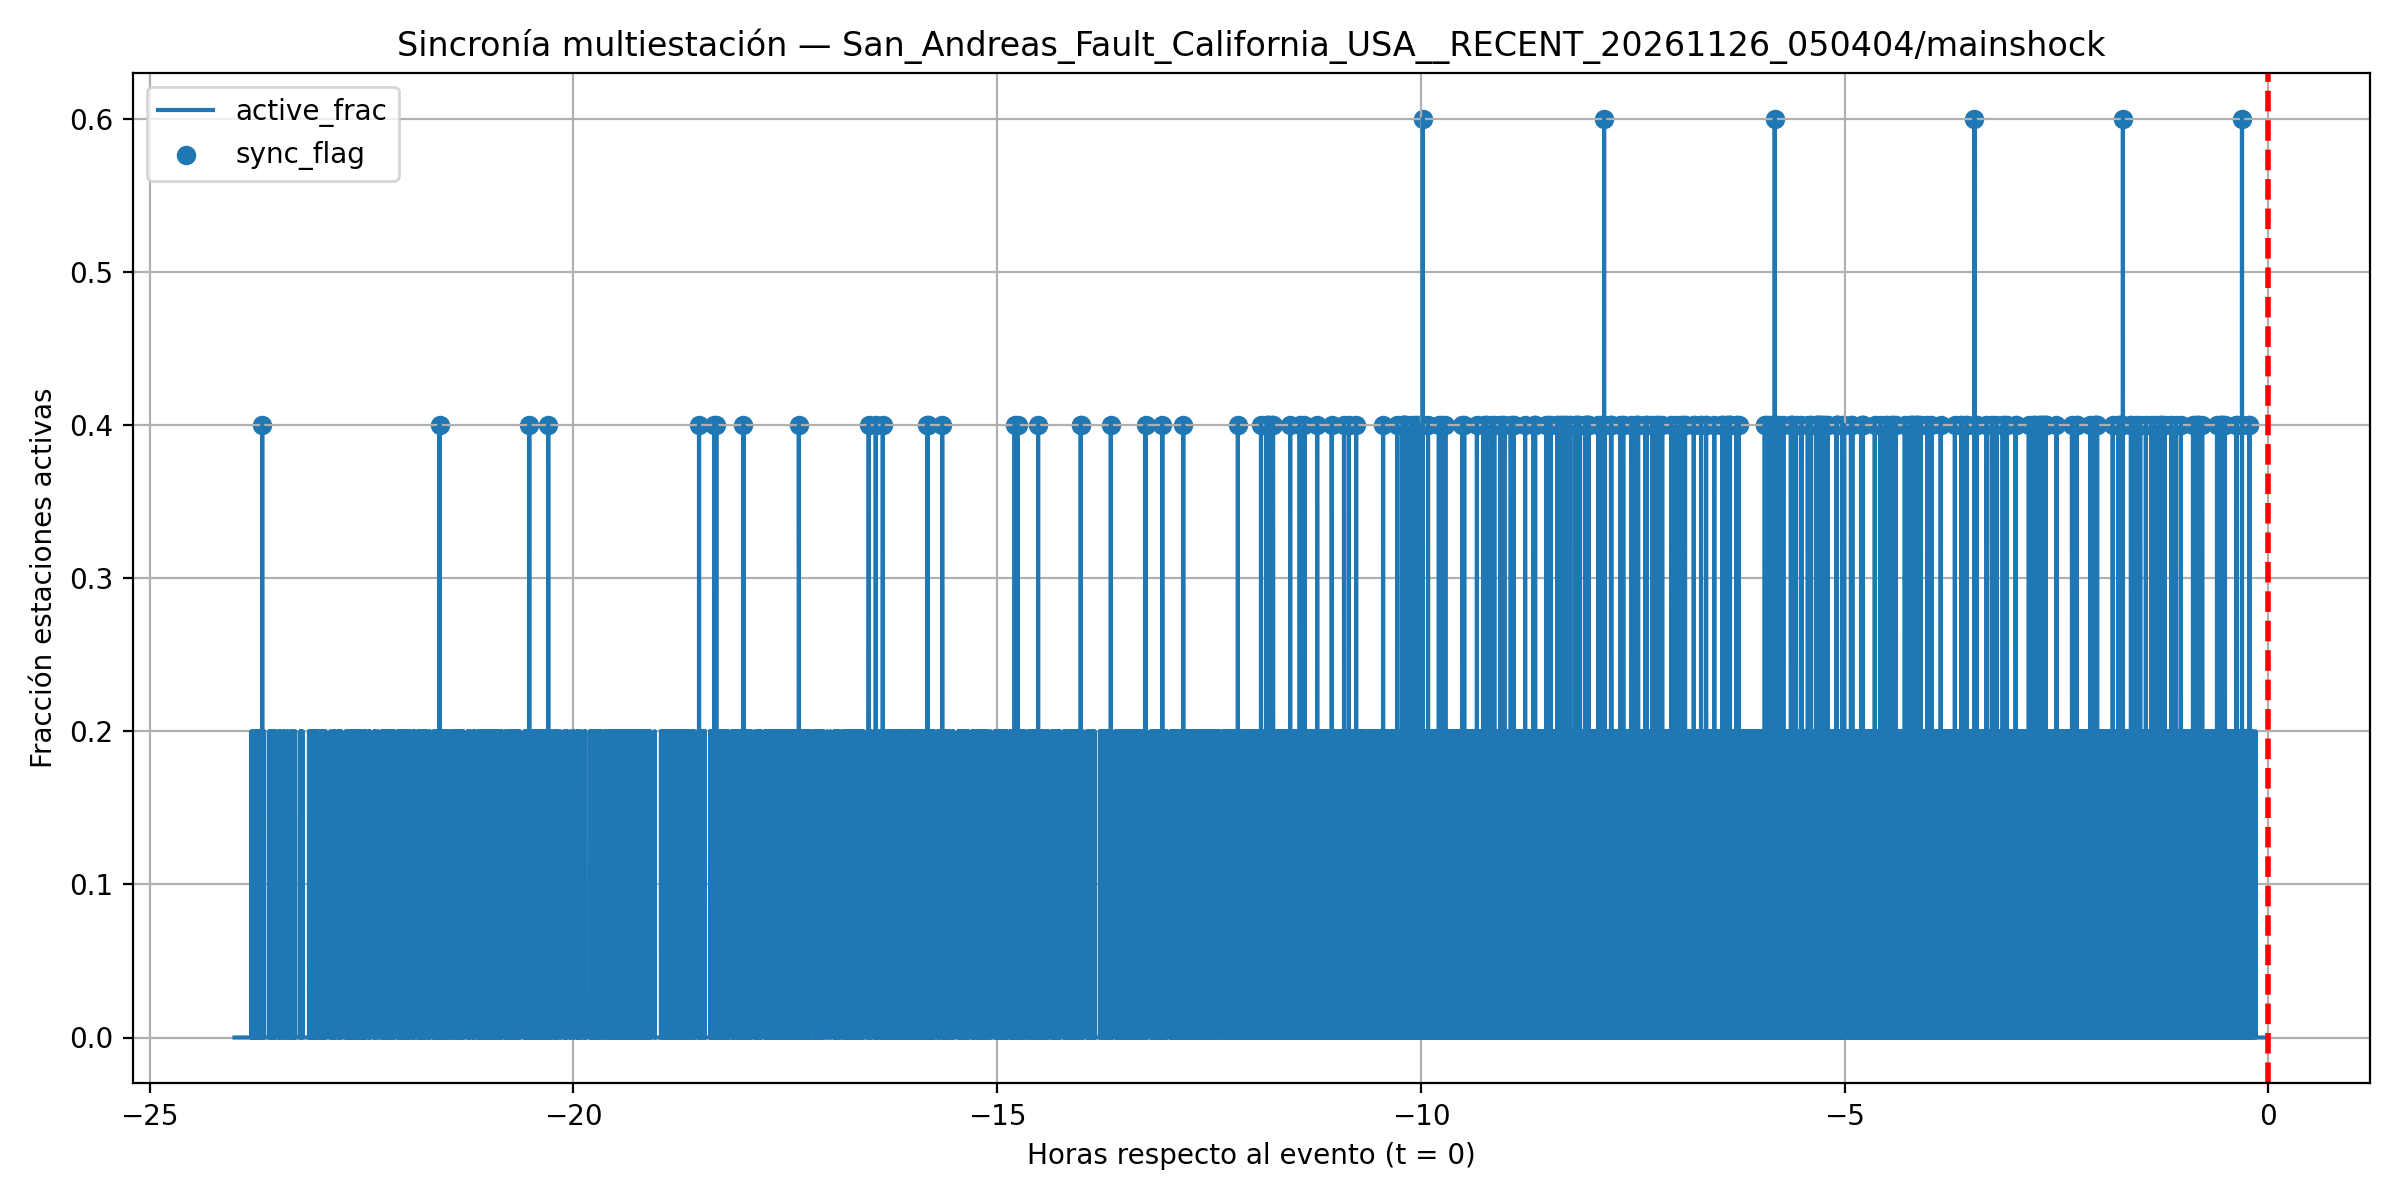 Sincronía multiestación — San_Andreas_Fault_California_USA__RECENT_20261126_050404/mainshock
active_frac
sync_flag
Fracción estaciones activas
0.6
0.5
0.4
0.3
0.2
0.1
0.0
−25
−20
−15
−10
−5
0
Horas respecto al evento (t = 0)